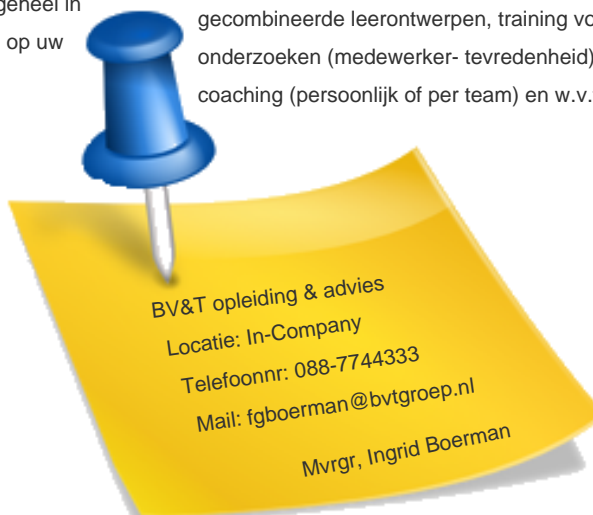 geheel in
op uw
gecombineerde leerontwerpen, training vo
onderzoeken (medewerker- tevredenheid)
coaching (persoonlijk of per team) en w.v.
BV&T opleiding & advies
Locatie: In-Company
Telefoonnr: 088-7744333
Mail: fgboerman@bvtgroep.nl
Mvrgr, Ingrid Boerman